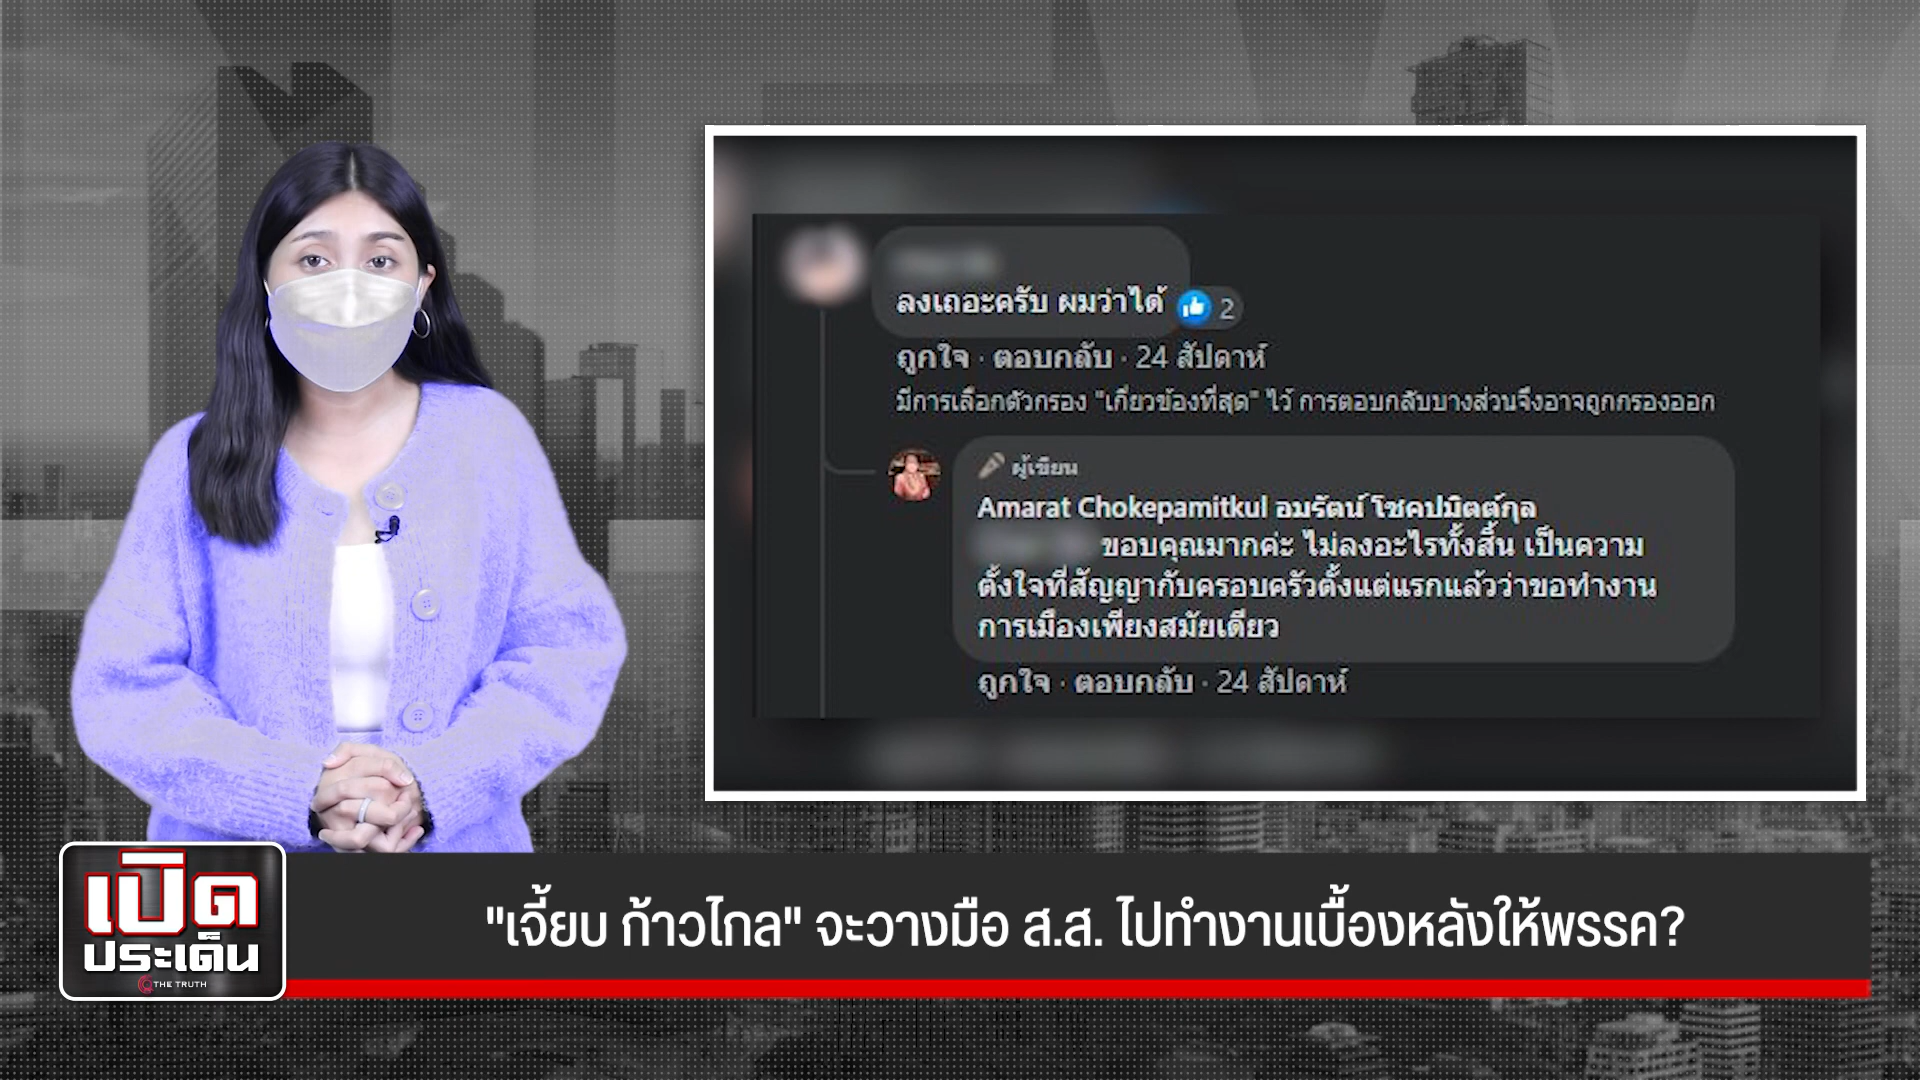 ลงเถอะครับ ผมว่าได้
2
ถูกใจ · ตอบกลับ · 24 สัปดาห์
มีการเลือกตัวกรอง "เกี่ยวข้องที่สุด" ไว้ การตอบกลับบางส่วนจึงอาจถูกกรองออก
ผู้เขียน
Amarat Chokepamitkul อมรัตน์ โชคปมิตต์กุล
ขอบคุณมากค่ะ ไม่ลงอะไรทั้งสิ้น เป็นความ
ตั้งใจที่สัญญากับครอบครัวตั้งแต่แรกแล้วว่าขอทำงาน
การเมืองเพียงสมัยเดียว
ถูกใจ · ตอบกลับ · 24 สัปดาห์
เปิด
ประเด็น
THE TRUTH
"เจี๊ยบ ก้าวไกล" จะวางมือ ส.ส. ไปทำงานเบื้องหลังให้พรรค?